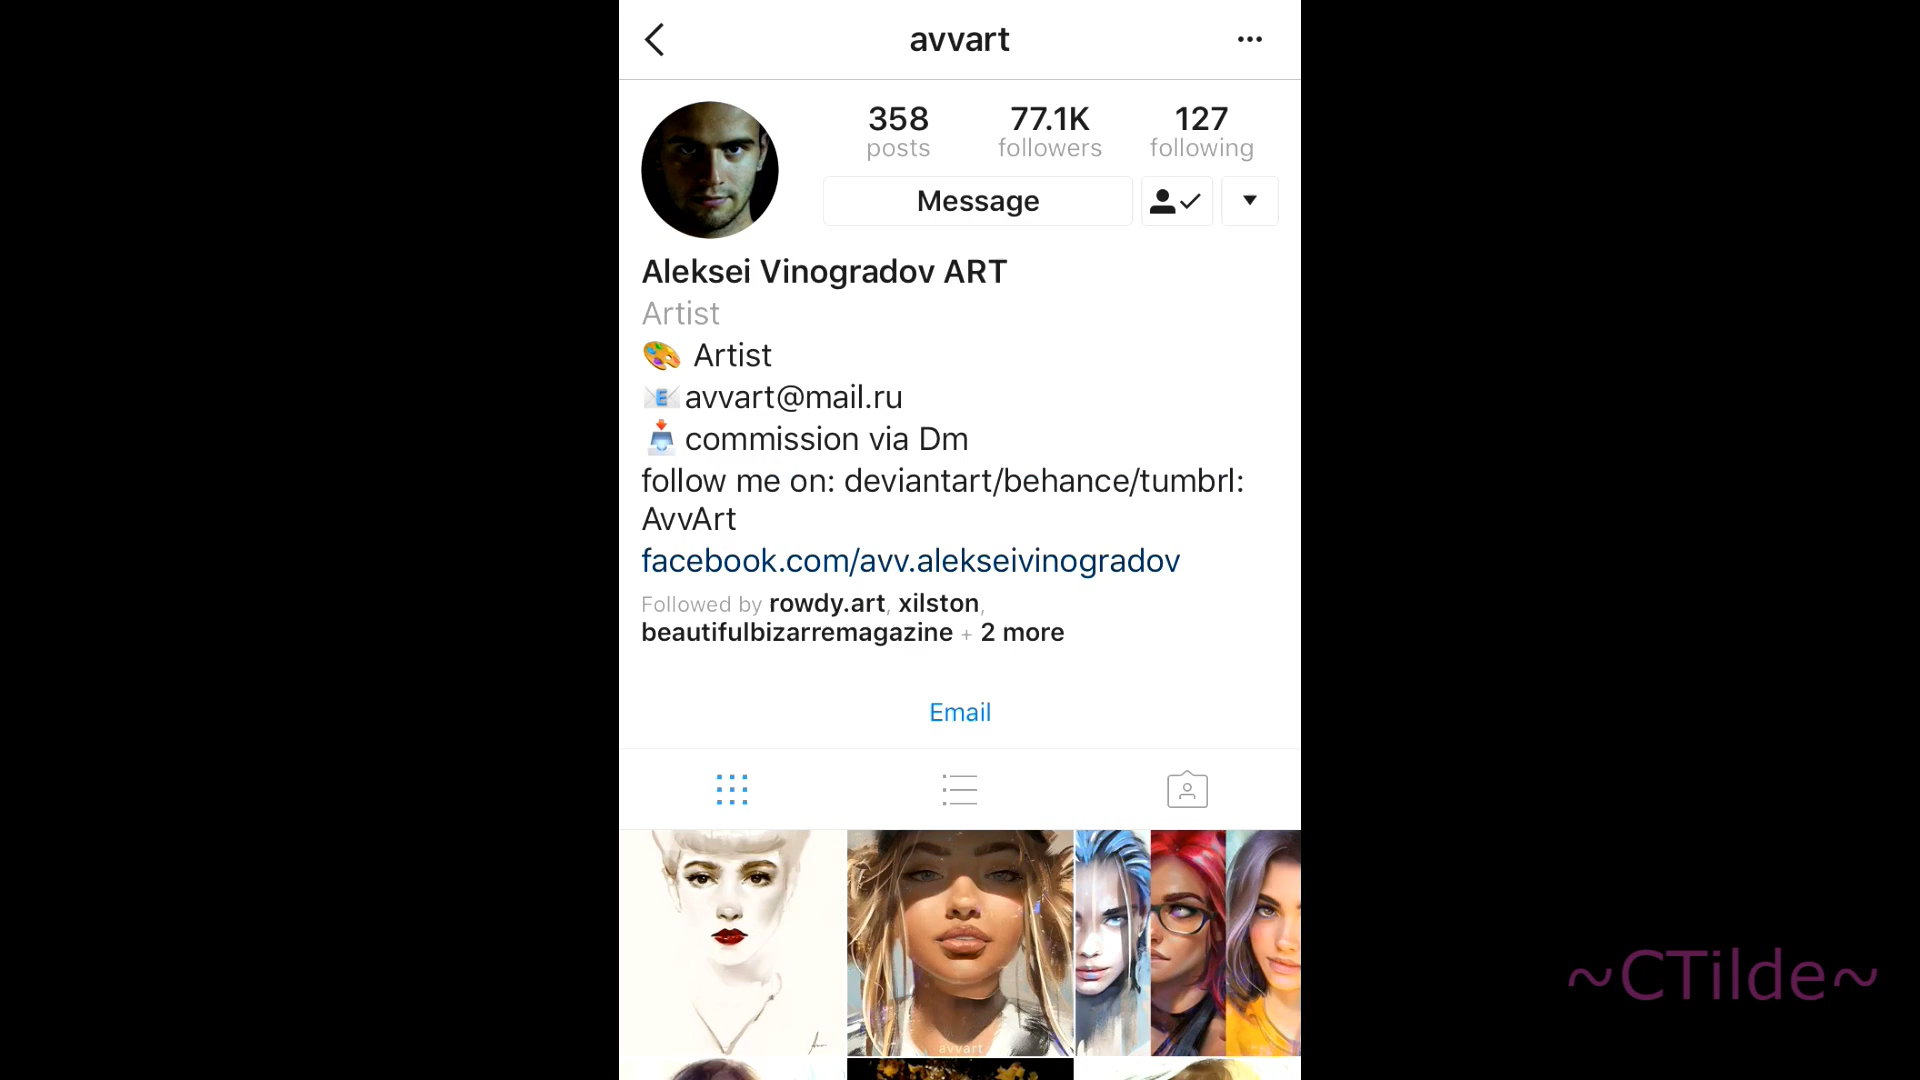 avvart
358 77.1K 127
posts followers following
Message
Aleksei Vinogradov ART
Artist
Artist
avvart@mail.ru
commission via Dm
follow me on: deviantart/behance/tumbrl:
AvvArt
facebook.com/avv.alekseivinogradov
Followed by rowdy.art, xilston,
beautifulbizarremagazine + 2 more
Email
avvart
~CTilde~